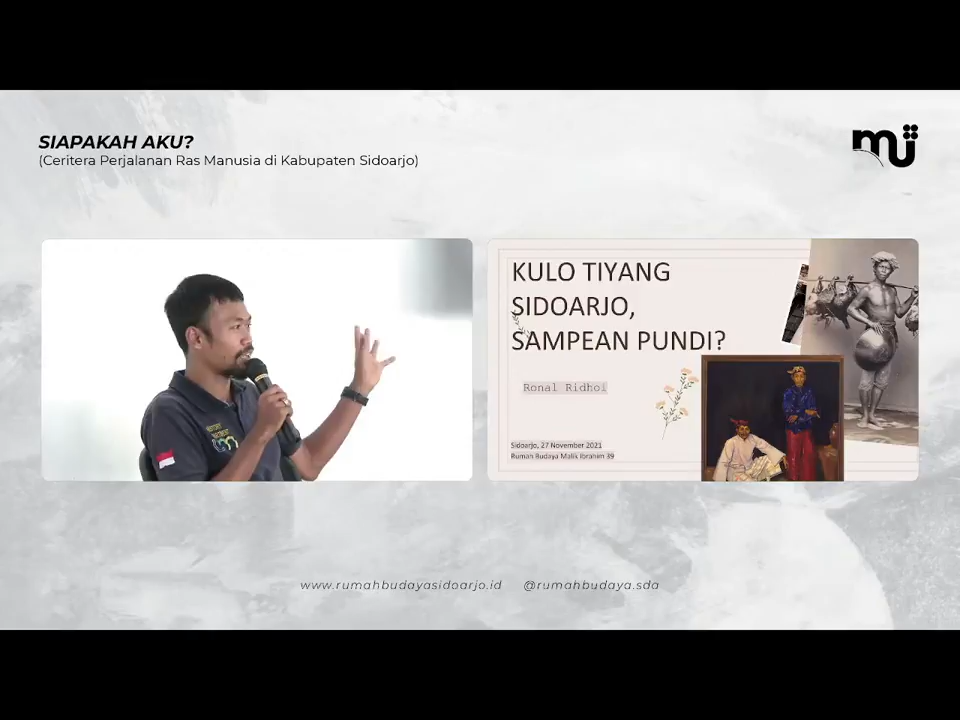 SIAPAKAH AKU?
(Ceritera Perjalanan Ras Manusia di Kabupaten Sidoarjo)
KULO TIYANG
SIDOARJO,
SAMPEAN PUNDI?
Ronal Ridhoi
Sidoarjo, 27 November 2021
Rumah Budaya Malik Ibrahim 39
www.rumahbudayasidoarjo.id @rumahbudaya.sda